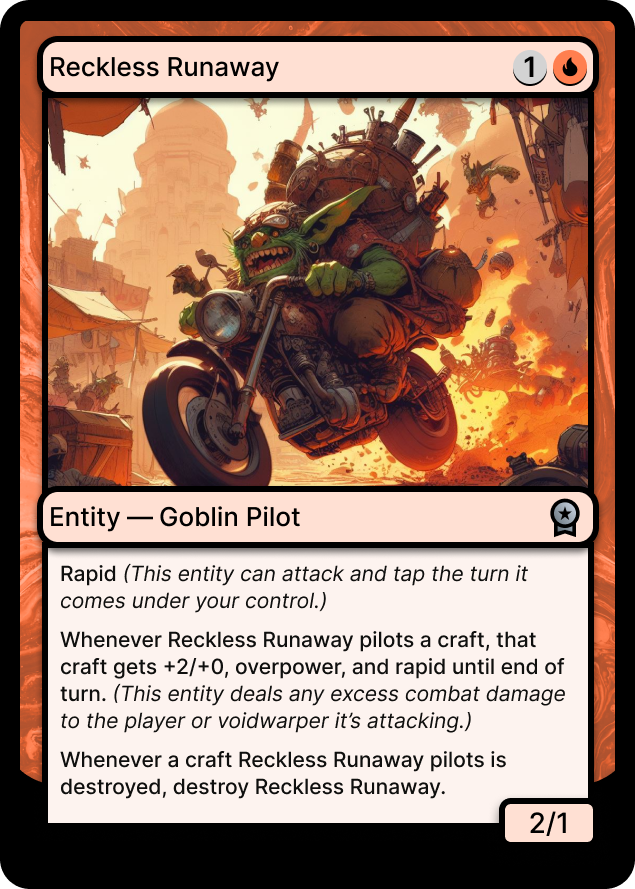 Reckless Runaway
1
Entity — Goblin Pilot
Rapid (This entity can attack and tap the turn it
comes under your control.)
Whenever Reckless Runaway pilots a craft, that
craft gets +2/+0, overpower, and rapid until end of
turn. (This entity deals any excess combat damage
to the player or voidwarper it’s attacking.)
Whenever a craft Reckless Runaway pilots is
destroyed, destroy Reckless Runaway.
2/1